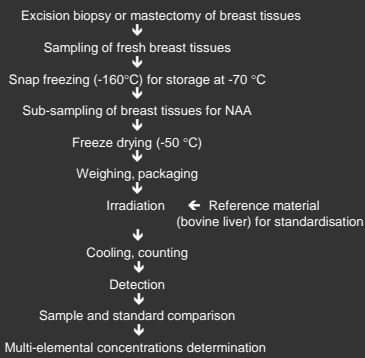 Excision biopsy or mastectomy of breast tissues
Sampling of fresh breast tissues
Snap freezing (-160°C) for storage at -70 °C
Sub-sampling of breast tissues for NAA
Freeze drying (-50 °C)
Weighing, packaging
Irradiation ← Reference material
(bovine liver) for standardisation
Cooling, counting
Detection
Sample and standard comparison
Multi-elemental concentrations determination